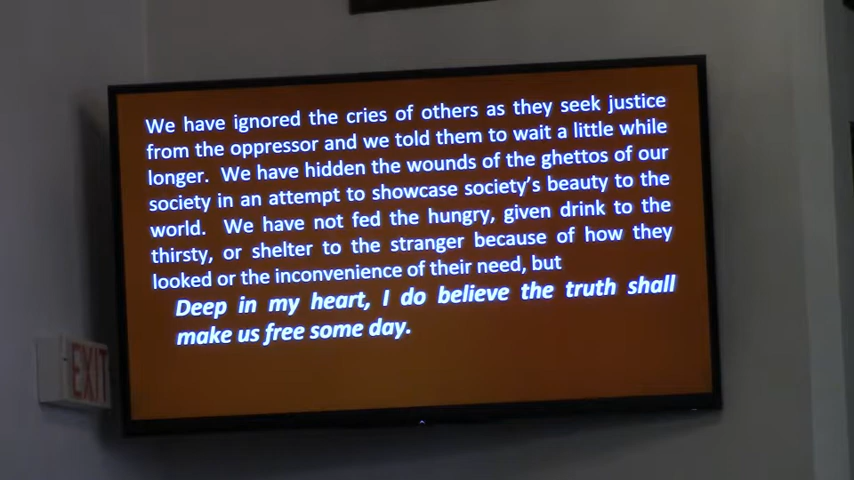 We have ignored the cries of others as they seek justice
from the oppressor and we told them to wait a little while
longer. We have hidden the wounds of the ghettos of our
society in an attempt to showcase society's beauty to the
world. We have not fed the hungry, given drink to the
thirsty, or shelter to the stranger because of how they
looked or the inconvenience of their need, but
Deep in my heart, I do believe the truth shall
make us free some day.
EXIT